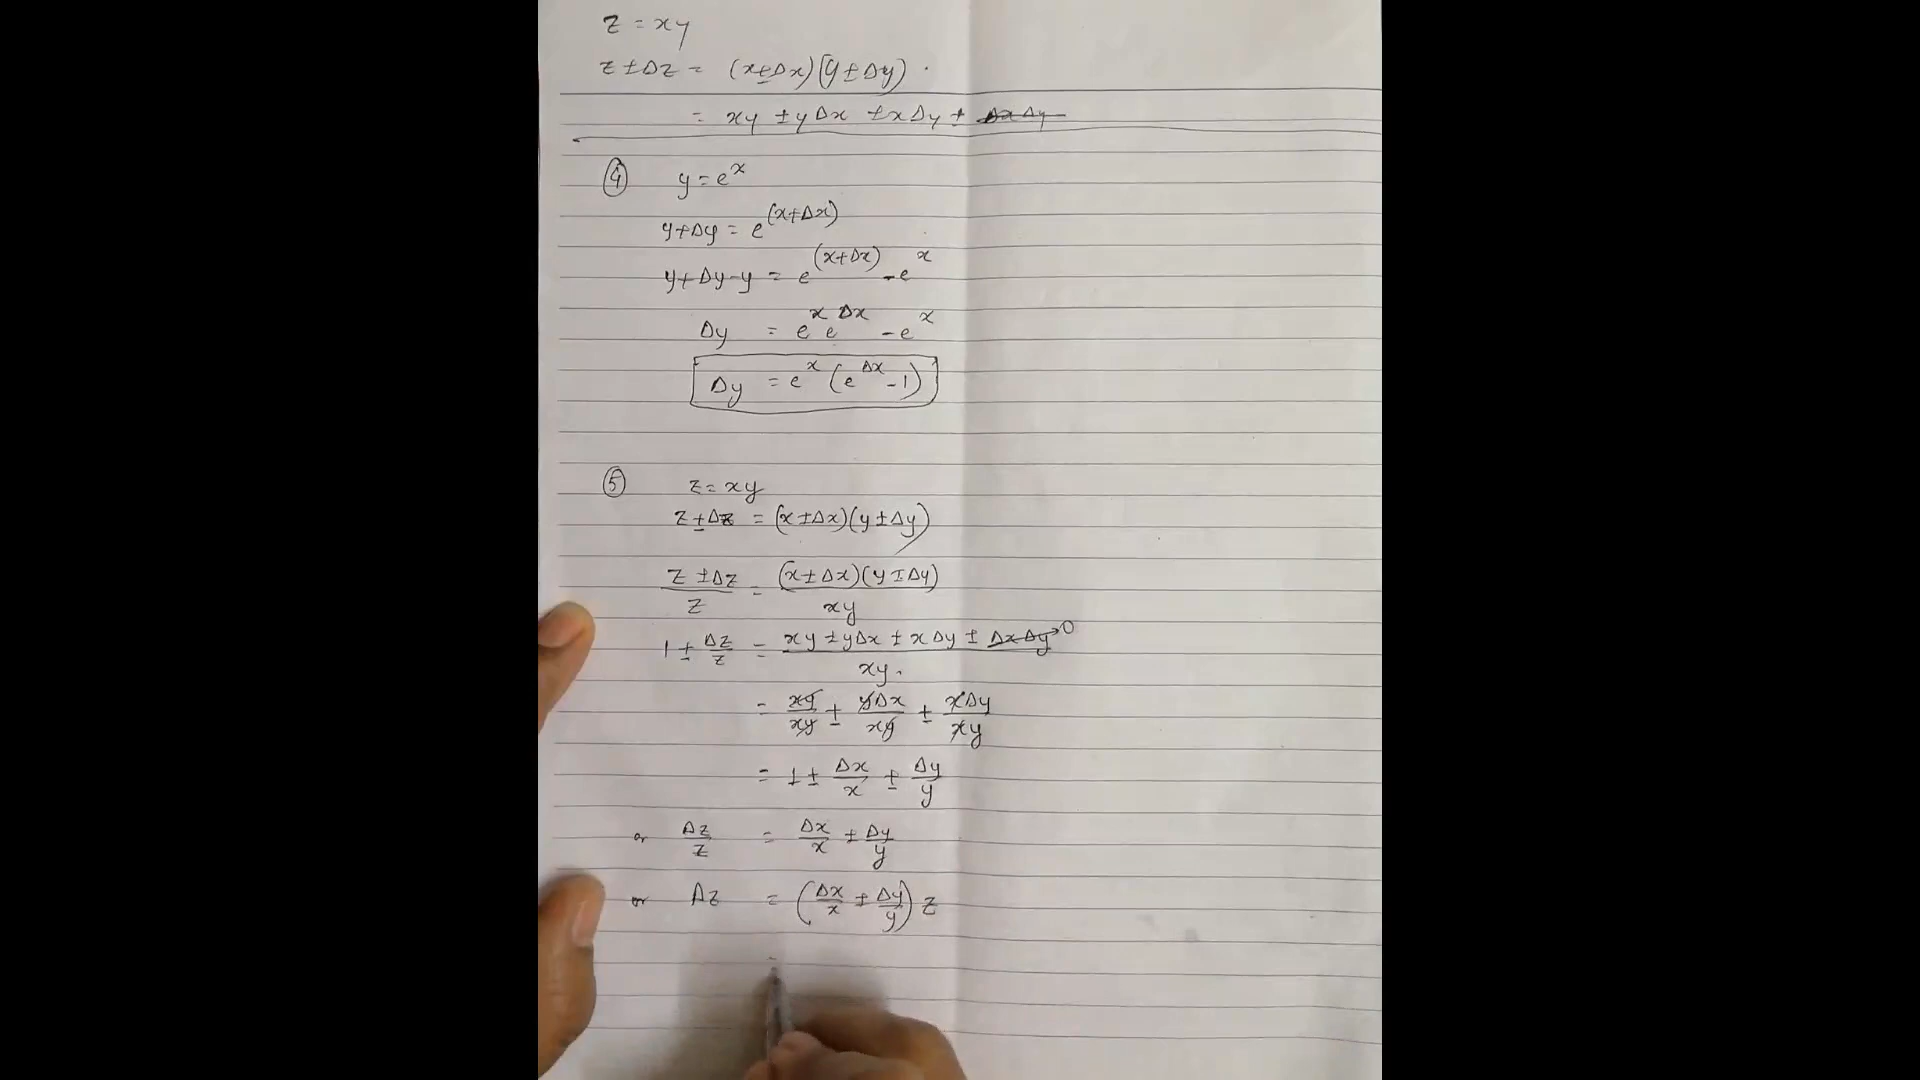 z = xy
z ± Δz = (x ± Δx)(y ± Δy).
= xy ± yΔx ± xΔy ± ΔxΔy
④ y = e^x
y+Δy = e^(x+Δx)
y+Δy-y = e^(x+Δx) - e^x
Δy = e^x e^Δx - e^x
Δy = e^x (e^Δx - 1)
⑤ z = xy
z ± Δz = (x ± Δx)(y ± Δy)
(z ± Δz)/z = (x ± Δx)(y ± Δy)/xy
1 ± Δz/z = (xy ± yΔx ± xΔy ± ΔxΔy→0)/xy.
= xy/xy ± yΔx/xy ± xΔy/xy
= 1 ± Δx/x ± Δy/y
or Δz/z = Δx/x ± Δy/y
or Δz = (Δx/x ± Δy/y) z